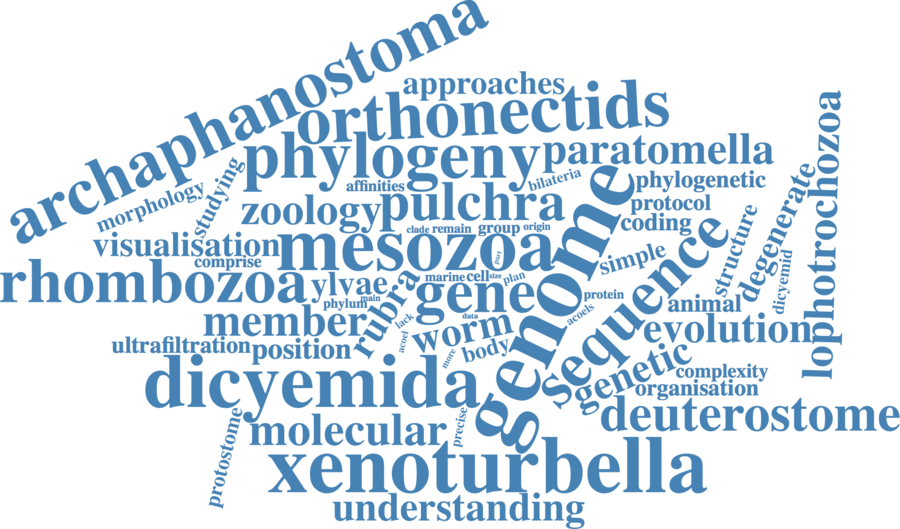 archaphanostoma
approaches
orthonectids
phylogeny
paratomella
lophotrochozoa
morphology
studying
affinities
bilateria
phylogenetic
degenerate
zoology
pulchra
genome
protocol
coding
visualisation
clade
remain
group
origin
sequence
structure
comprise
mesozoa
part
simple
dicyemid
rhombozoa
ylvae
rubra
marine
cell
size
plan
gene
protein
phylum
main
animal
member
lack
data
worm
acoels
evolution
ultrafiltration
position
acoel
more
body
genetic
complexity
dicyemida
organisation
protostome
molecular
precise
deuterostome
xenoturbella
understanding